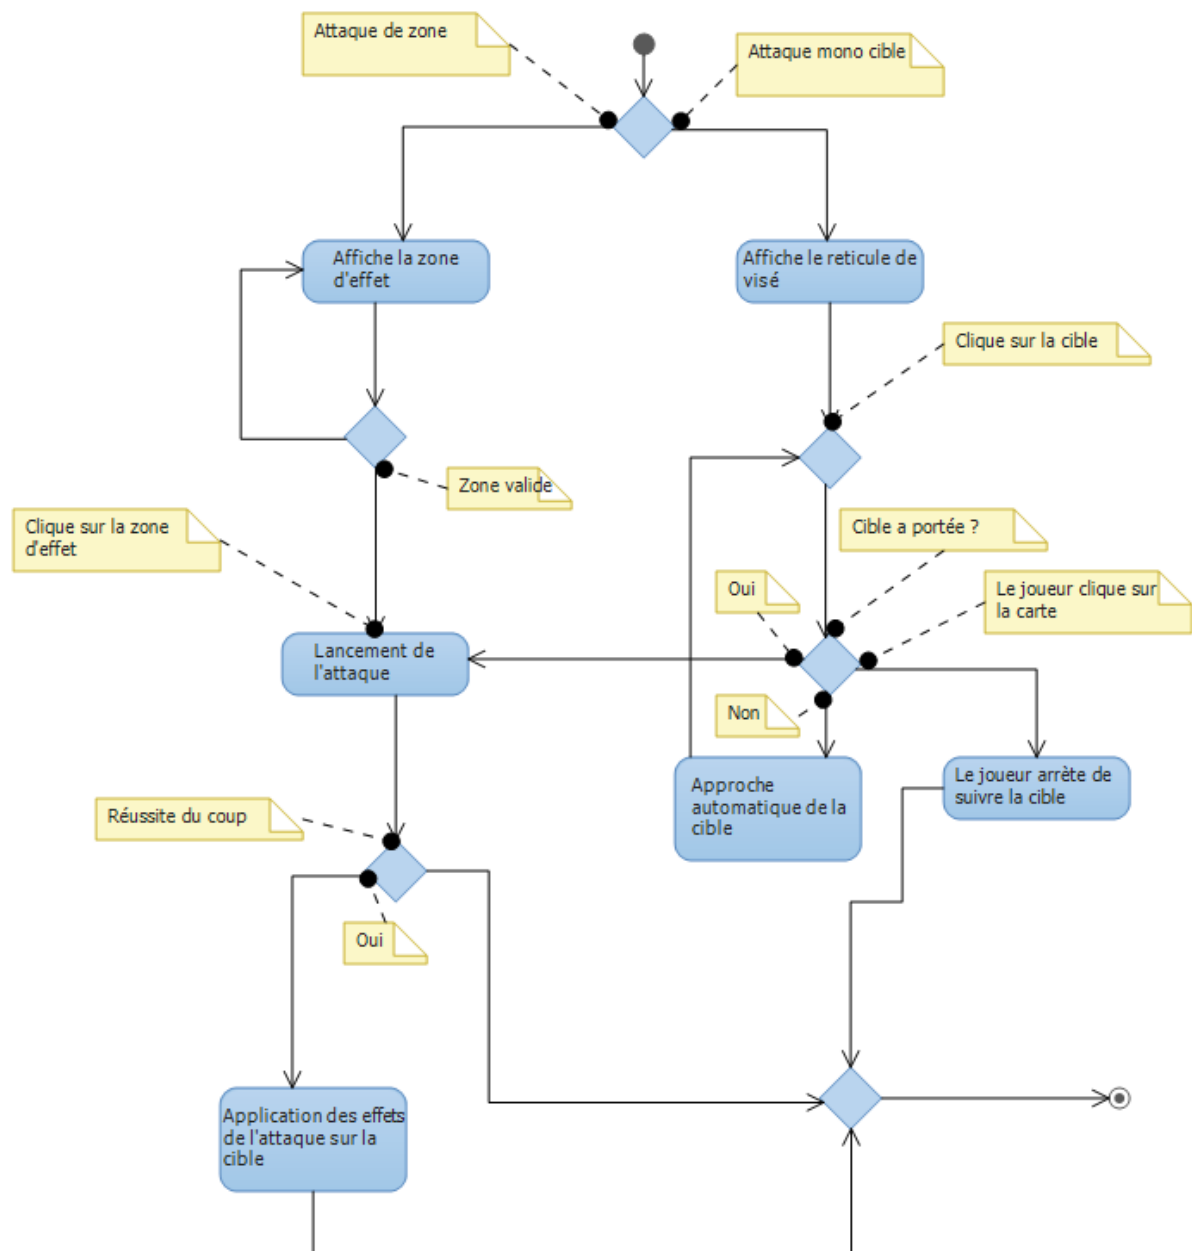 Attaque de zone
Attaque mono cible
Affiche la zone
d'effet
Affiche le reticule de
visé
Clique sur la cible
Zone valide
Clique sur la zone
d'effet
Cible a portée ?
Oui
Le joueur clique sur
la carte
Lancement de
l'attaque
Non
Approche
automatique de la
cible
Le joueur arrète de
suivre la cible
Réussite du coup
Oui
Application des effets
de l'attaque sur la
cible